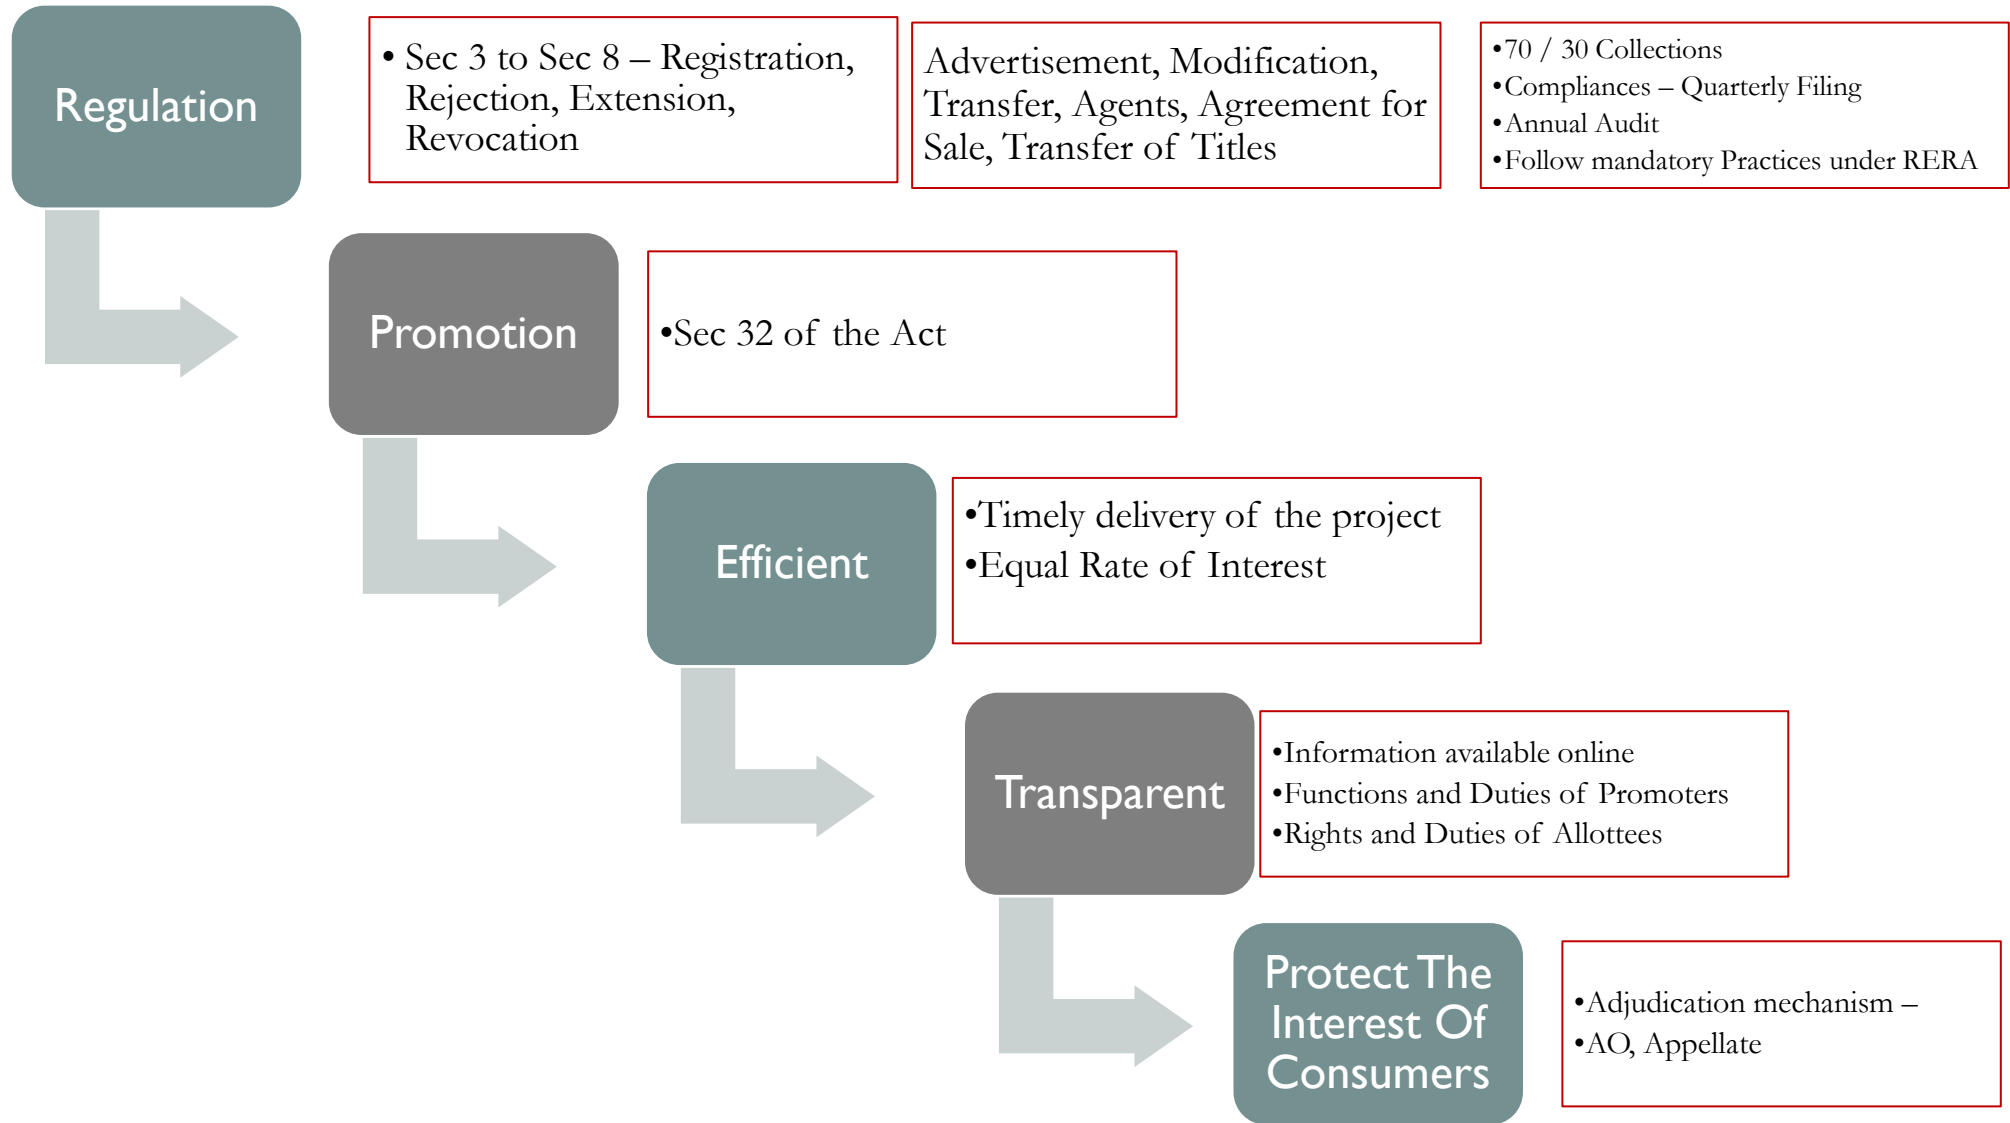 Regulation
• Sec 3 to Sec 8 – Registration,
Rejection, Extension,
Revocation
Advertisement, Modification,
Transfer, Agents, Agreement for
Sale, Transfer of Titles
•70 / 30 Collections
•Compliances – Quarterly Filing
•Annual Audit
•Follow mandatory Practices under RERA
Promotion
•Sec 32 of the Act
Efficient
•Timely delivery of the project
•Equal Rate of Interest
Transparent
•Information available online
•Functions and Duties of Promoters
•Rights and Duties of Allottees
Protect The
Interest Of
Consumers
•Adjudication mechanism –
•AO, Appellate